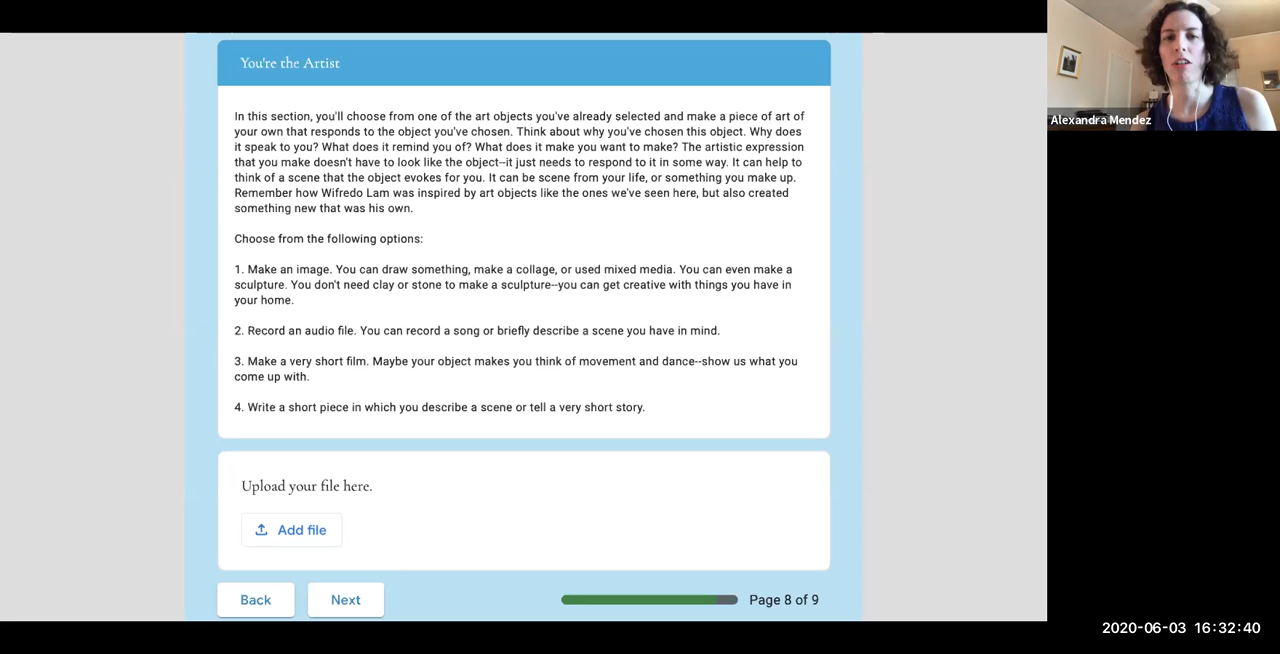 You're the Artist
In this section, you'll choose from one of the art objects you've already selected and make a piece of art of
your own that responds to the object you've chosen. Think about why you've chosen this object. Why does
it speak to you? What does it remind you of? What does it make you want to make? The artistic expression
that you make doesn't have to look like the object--it just needs to respond to it in some way. It can help to
think of a scene that the object evokes for you. It can be scene from your life, or something you make up.
Remember how Wifredo Lam was inspired by art objects like the ones we've seen here, but also created
something new that was his own.
Choose from the following options:
1. Make an image. You can draw something, make a collage, or used mixed media. You can even make a
sculpture. You don't need clay or stone to make a sculpture--you can get creative with things you have in
your home.
2. Record an audio file. You can record a song or briefly describe a scene you have in mind.
3. Make a very short film. Maybe your object makes you think of movement and dance--show us what you
come up with.
4. Write a short piece in which you describe a scene or tell a very short story.
Upload your file here.
Add file
Back
Next
Page 8 of 9
Alexandra Mendez
2020-06-03 16:32:40